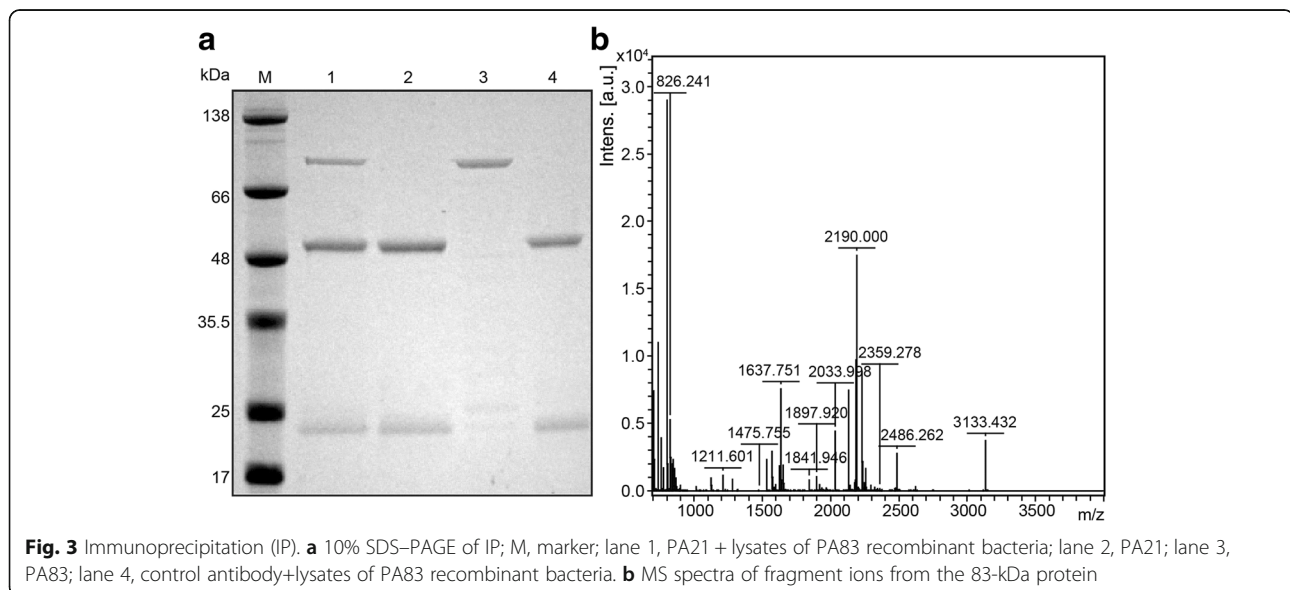 a
kDa M 1 2 3 4
138
66
48
35.5
25
17
b
x10⁴
Intens. [a.u.]
3.0
2.5
2.0
1.5
1.0
0.5
0.0
826.241
2190.000
2359.278
1637.751
2033.998
1897.920
1475.755
2486.262
3133.432
1211.601
1841.946
1000 1500 2000 2500 3000 3500
m/z
Fig. 3 Immunoprecipitation (IP). a 10% SDS–PAGE of IP; M, marker; lane 1, PA21 + lysates of PA83 recombinant bacteria; lane 2, PA21; lane 3,
PA83; lane 4, control antibody+lysates of PA83 recombinant bacteria. b MS spectra of fragment ions from the 83-kDa protein